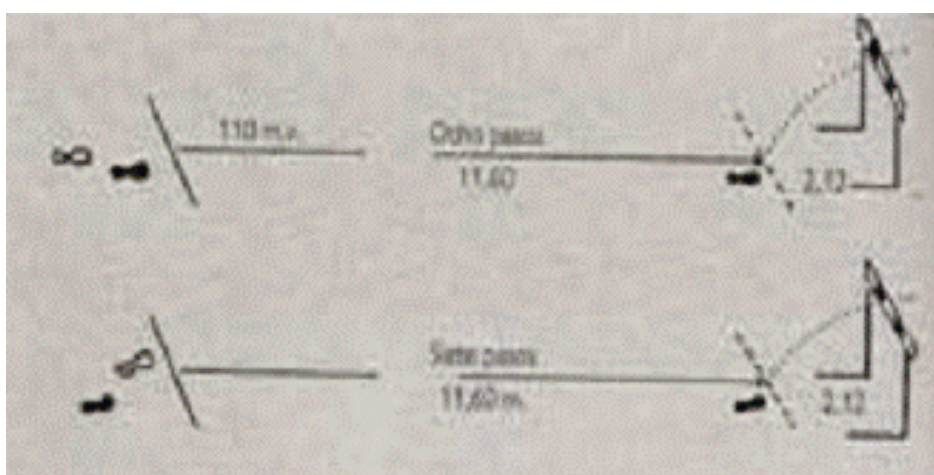 110 m.v.
Ocho pasos
11,60
2,12
Siete pasos
11,60 m.
2,12